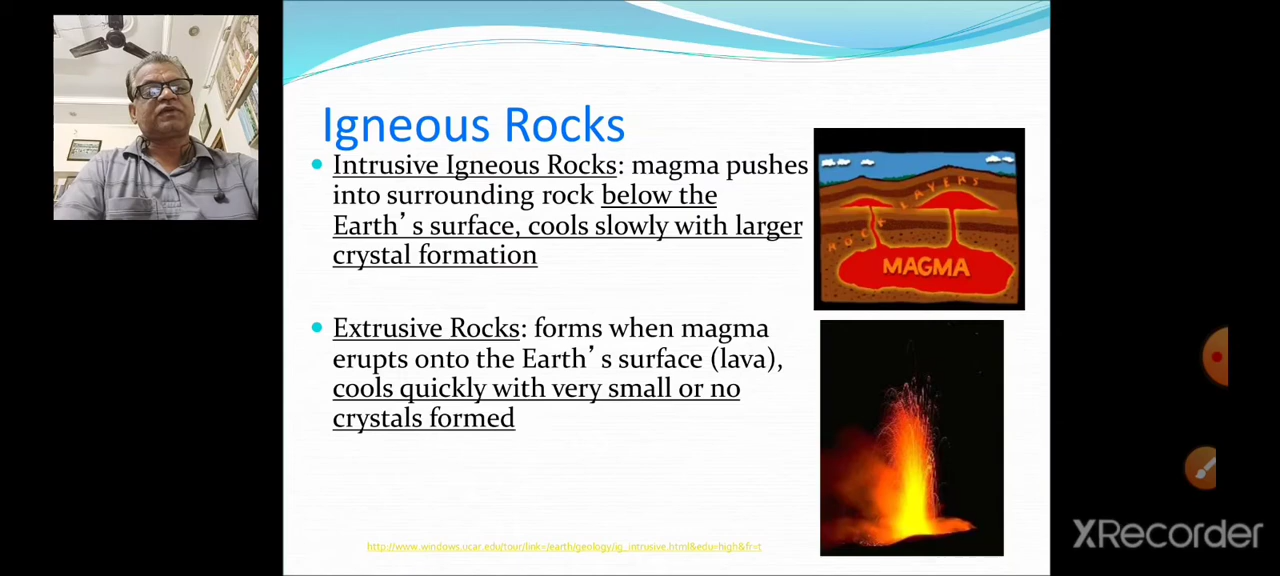 Igneous Rocks
Intrusive Igneous Rocks: magma pushes
into surrounding rock below the
Earth’s surface, cools slowly with larger
crystal formation
ROCK LAYERS
MAGMA
Extrusive Rocks: forms when magma
erupts onto the Earth’s surface (lava),
cools quickly with very small or no
crystals formed
http://www.windows.ucar.edu/tour/link=/earth/geology/ig_intrusive.html&edu=high&fr=t
XRecorder